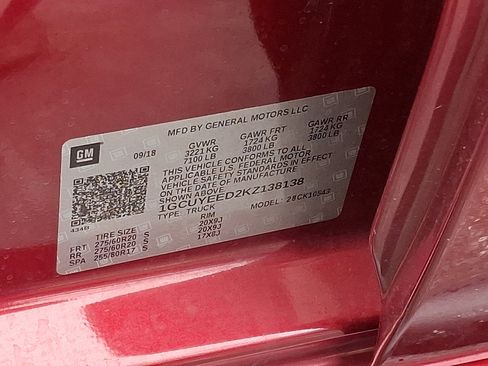 MFD BY GENERAL MOTORS LLC
GM 09/18 GVWR GAWR FRT GAWR RR
3221 KG 1724 KG 1724 KG
7100 LB 3800 LB 3800 LB
THIS VEHICLE CONFORMS TO ALL
APPLICABLE U.S. FEDERAL MOTOR
VEHICLE SAFETY STANDARDS IN EFFECT
ON THE DATE OF MANUFACTURE
SHOWN ABOVE.
1GCUYEED2KZ138138
434B TYPE: TRUCK MODEL: 28CK10543
TIRE SIZE RIM
FRT 275/60R20 S 20X9J
RR 275/60R20 S 20X9J
SPA 255/80R17 S 17X8J